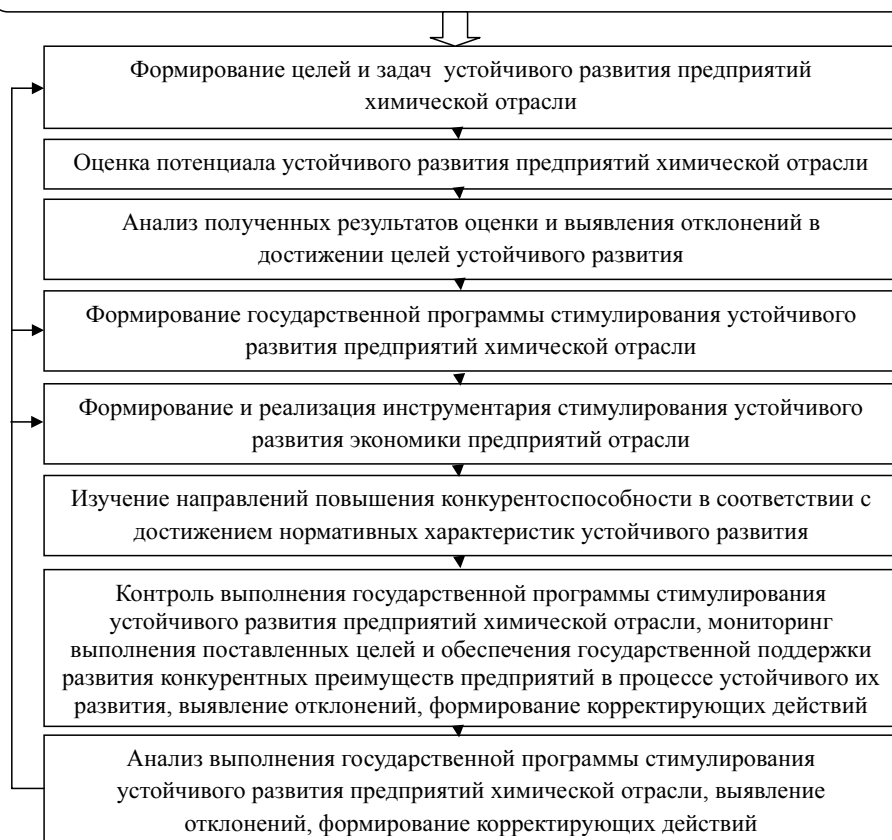 Формирование целей и задач устойчивого развития предприятий
химической отрасли
Оценка потенциала устойчивого развития предприятий химической отрасли
Анализ полученных результатов оценки и выявления отклонений в
достижении целей устойчивого развития
Формирование государственной программы стимулирования устойчивого
развития предприятий химической отрасли
Формирование и реализация инструментария стимулирования устойчивого
развития экономики предприятий отрасли
Изучение направлений повышения конкурентоспособности в соответствии с
достижением нормативных характеристик устойчивого развития
Контроль выполнения государственной программы стимулирования
устойчивого развития предприятий химической отрасли, мониторинг
выполнения поставленных целей и обеспечения государственной поддержки
развития конкурентных преимуществ предприятий в процессе устойчивого их
развития, выявление отклонений, формирование корректирующих действий
Анализ выполнения государственной программы стимулирования
устойчивого развития предприятий химической отрасли, выявление
отклонений, формирование корректирующих действий